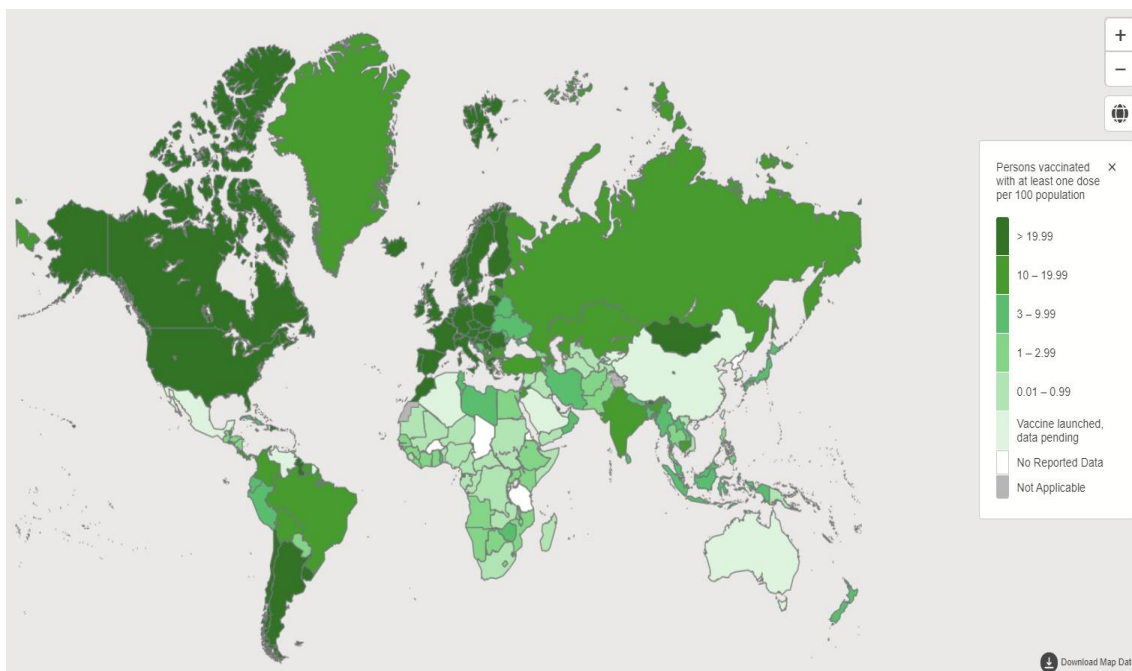 +
−
Persons vaccinated ×
with at least one dose
per 100 population
> 19.99
10 – 19.99
3 – 9.99
1 – 2.99
0.01 – 0.99
Vaccine launched,
data pending
No Reported Data
Not Applicable
Download Map Dat